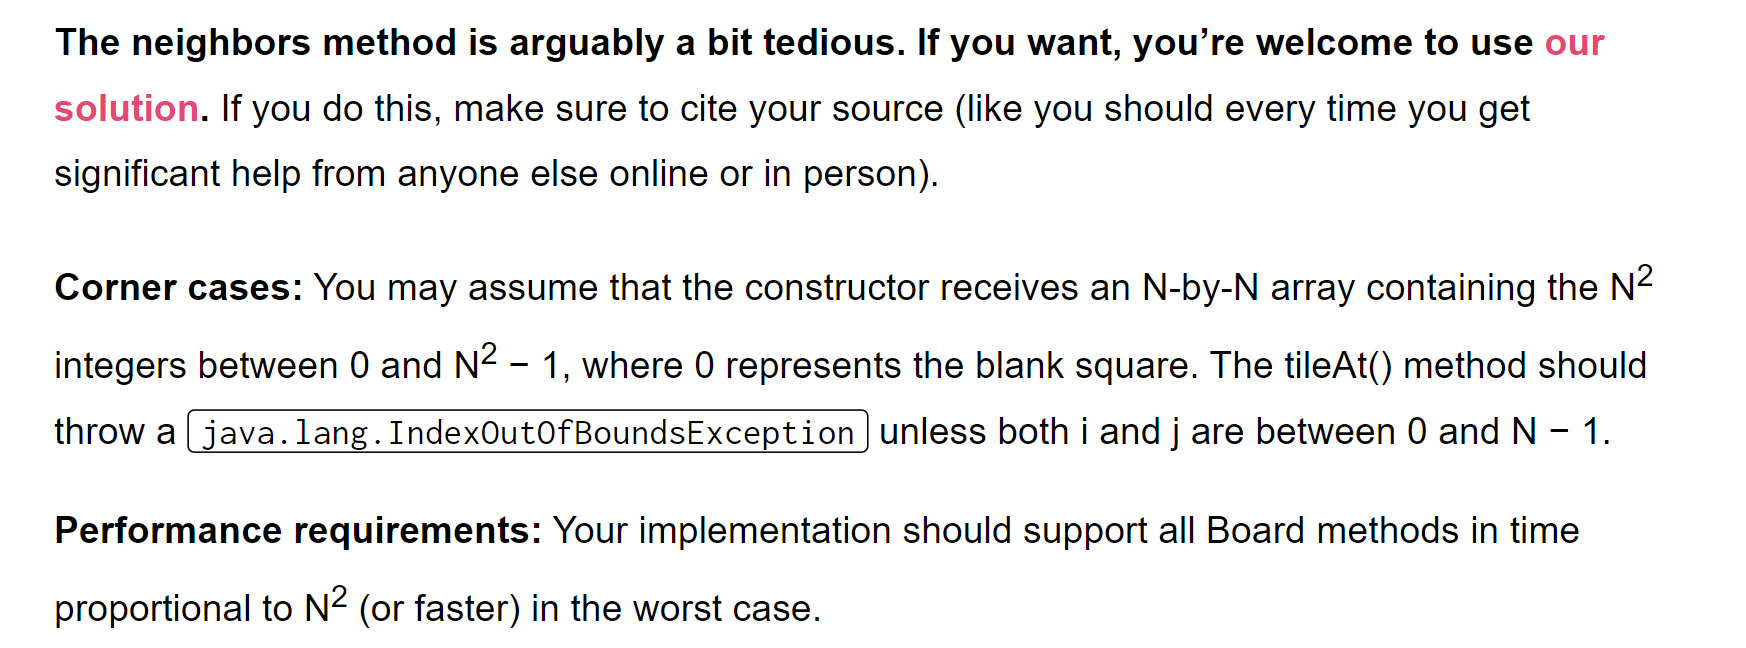 The neighbors method is arguably a bit tedious. If you want, you’re welcome to use our
solution. If you do this, make sure to cite your source (like you should every time you get
significant help from anyone else online or in person).
Corner cases: You may assume that the constructor receives an N-by-N array containing the N²
integers between 0 and N² − 1, where 0 represents the blank square. The tileAt() method should
throw a java.lang.IndexOutOfBoundsException unless both i and j are between 0 and N − 1.
Performance requirements: Your implementation should support all Board methods in time
proportional to N² (or faster) in the worst case.